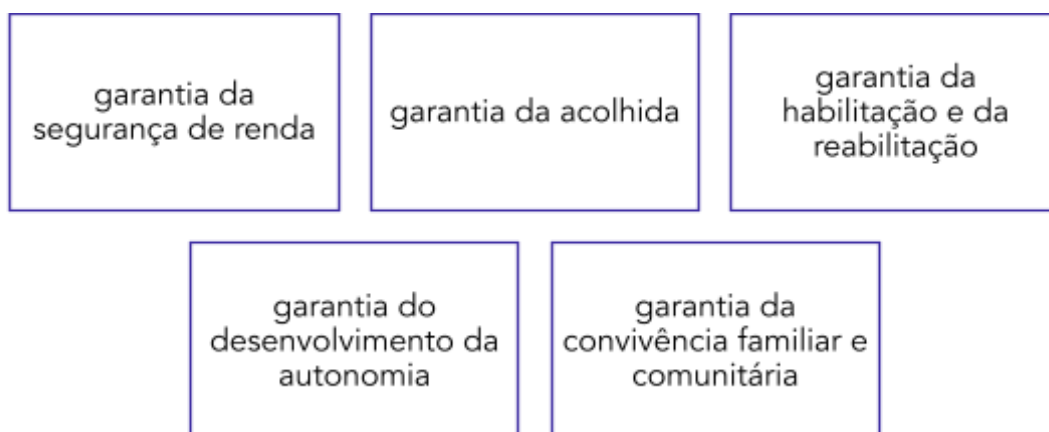 garantia da
segurança de renda
garantia da acolhida
garantia da
habilitação e da
reabilitação
garantia do
desenvolvimento da
autonomia
garantia da
convivência familiar e
comunitária